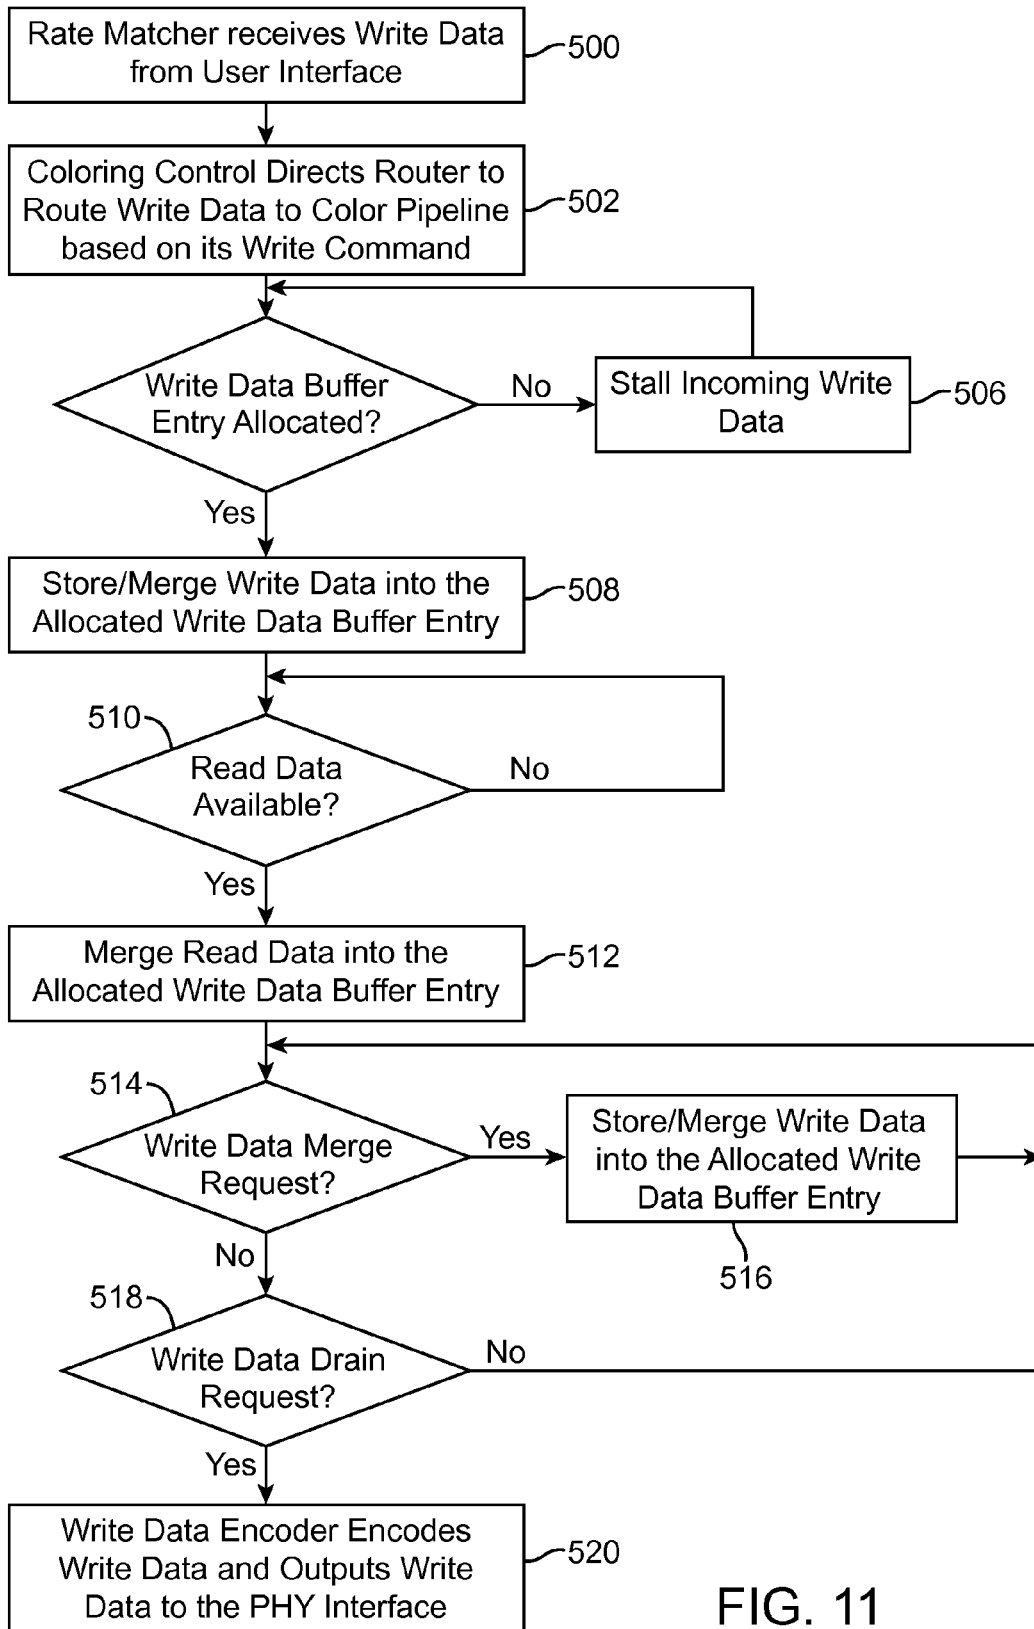 Rate Matcher receives Write Data
from User Interface
500
Coloring Control Directs Router to
Route Write Data to Color Pipeline
based on its Write Command
502
Write Data Buffer
Entry Allocated?
No
Stall Incoming Write
Data
506
Yes
Store/Merge Write Data into the
Allocated Write Data Buffer Entry
508
510
Read Data
Available?
No
Yes
Merge Read Data into the
Allocated Write Data Buffer Entry
512
514
Write Data Merge
Request?
Yes
Store/Merge Write Data
into the Allocated Write
Data Buffer Entry
516
No
518
Write Data Drain
Request?
No
Yes
Write Data Encoder Encodes
Write Data and Outputs Write
Data to the PHY Interface
520
FIG. 11